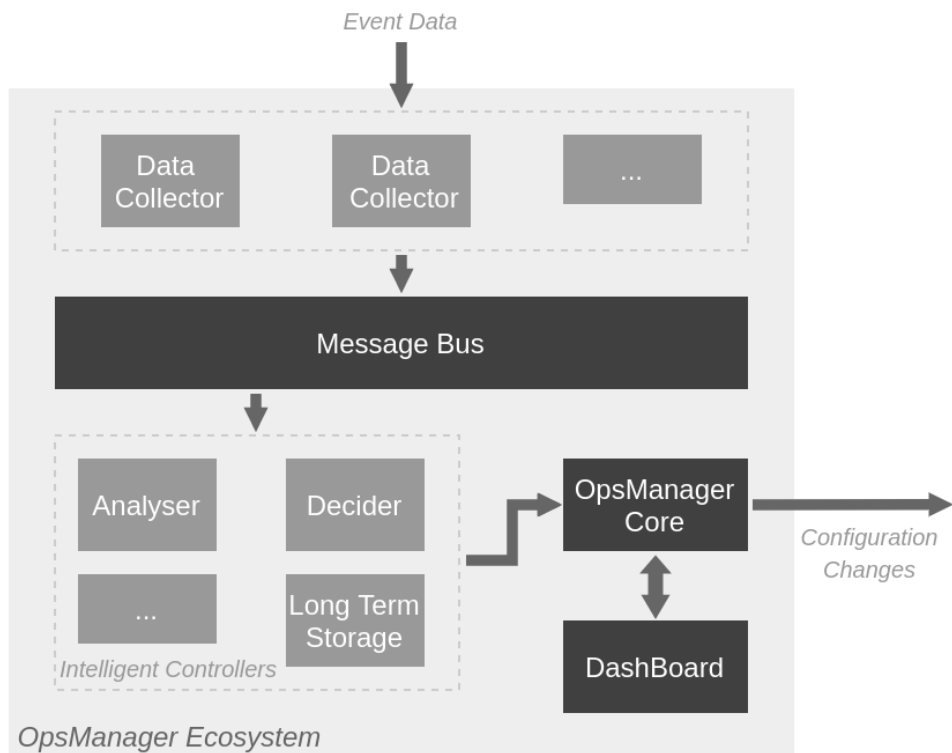 Event Data
Data
Collector
Data
Collector
...
Message Bus
Analyser
Decider
...
Long Term
Storage
Intelligent Controllers
OpsManager
Core
Configuration
Changes
DashBoard
OpsManager Ecosystem